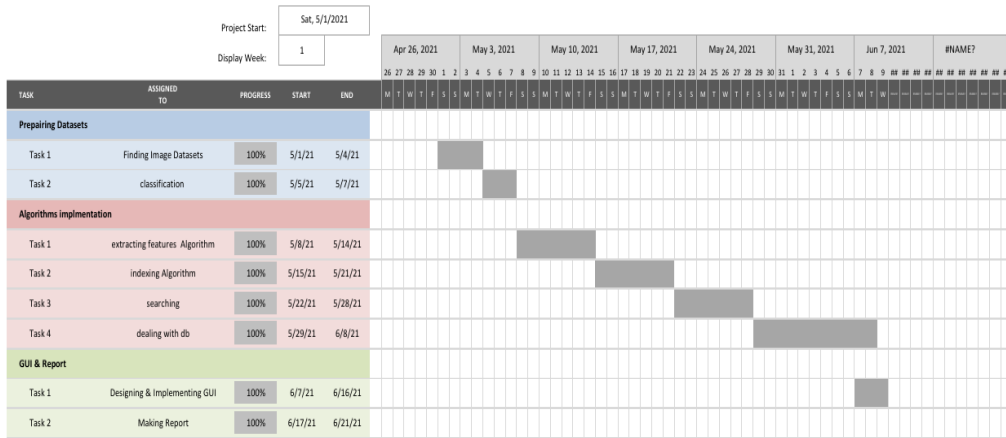 Project Start: Sat, 5/1/2021
Display Week: 1
Apr 26, 2021 May 3, 2021 May 10, 2021 May 17, 2021 May 24, 2021 May 31, 2021 Jun 7, 2021 #NAME?
26 27 28 29 30 1 2 3 4 5 6 7 8 9 10 11 12 13 14 15 16 17 18 19 20 21 22 23 24 25 26 27 28 29 30 31 1 2 3 4 5 6 7 8 9 ## ## ## ## ## ## ## ## ## ##
TASK ASSIGNED TO PROGRESS START END M T W T F S S M T W T F S S M T W T F S S M T W T F S S M T W T F S S M T W T F S S M T W
Prepairing Datasets
Task 1 Finding Image Datasets 100% 5/1/21 5/4/21
Task 2 classification 100% 5/5/21 5/7/21
Algorithms implmentation
Task 1 extracting features Algorithm 100% 5/8/21 5/14/21
Task 2 indexing Algorithm 100% 5/15/21 5/21/21
Task 3 searching 100% 5/22/21 5/28/21
Task 4 dealing with db 100% 5/29/21 6/8/21
GUI & Report
Task 1 Designing & Implementing GUI 100% 6/7/21 6/16/21
Task 2 Making Report 100% 6/17/21 6/21/21